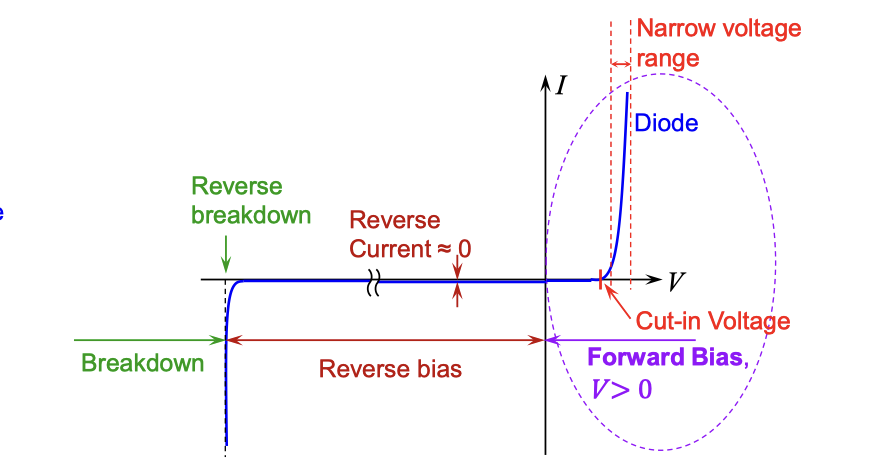 Narrow voltage
range
I
Diode
e
Reverse
breakdown
Reverse
Current ≈ 0
V
Cut-in Voltage
Breakdown
Reverse bias
Forward Bias,
V > 0